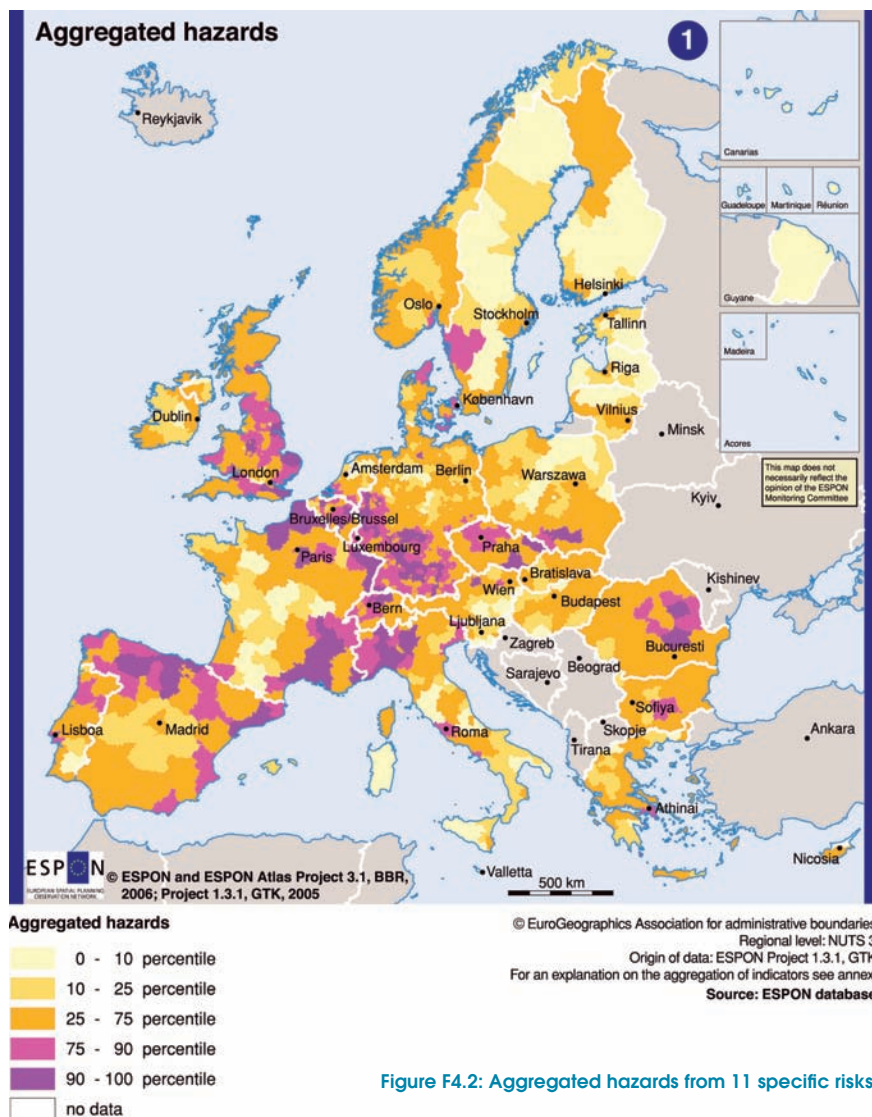 Aggregated hazards
1
Reykjavik
Canarias
Guadeloupe
Martinique
Réunion
Guyane
Madeira
Acores
This map does not
necessarily reflect the
opinion of the ESPON
Monitoring Committee
Oslo
Helsinki
Stockholm
Tallinn
Riga
København
Vilnius
Minsk
Dublin
London
Amsterdam
Berlin
Warszawa
Kyiv
Bruxelles/Brussel
Luxembourg
Praha
Paris
Kishinev
Wien
Bratislava
Budapest
Bern
Ljubljana
Zagreb
Bucuresti
Beograd
Sarajevo
Sofiya
Skopje
Tirana
Ankara
Lisboa
Madrid
Roma
Athinai
Nicosia
Valletta
500 km
ESPON
EUROPEAN SPATIAL PLANNING
OBSERVATION NETWORK
© ESPON and ESPON Atlas Project 3.1, BBR,
2006; Project 1.3.1, GTK, 2005
Aggregated hazards
0 - 10 percentile
10 - 25 percentile
25 - 75 percentile
75 - 90 percentile
90 - 100 percentile
no data
© EuroGeographics Association for administrative boundaries
Regional level: NUTS 3
Origin of data: ESPON Project 1.3.1, GTK
For an explanation on the aggregation of indicators see annex
Source: ESPON database
Figure F4.2: Aggregated hazards from 11 specific risks